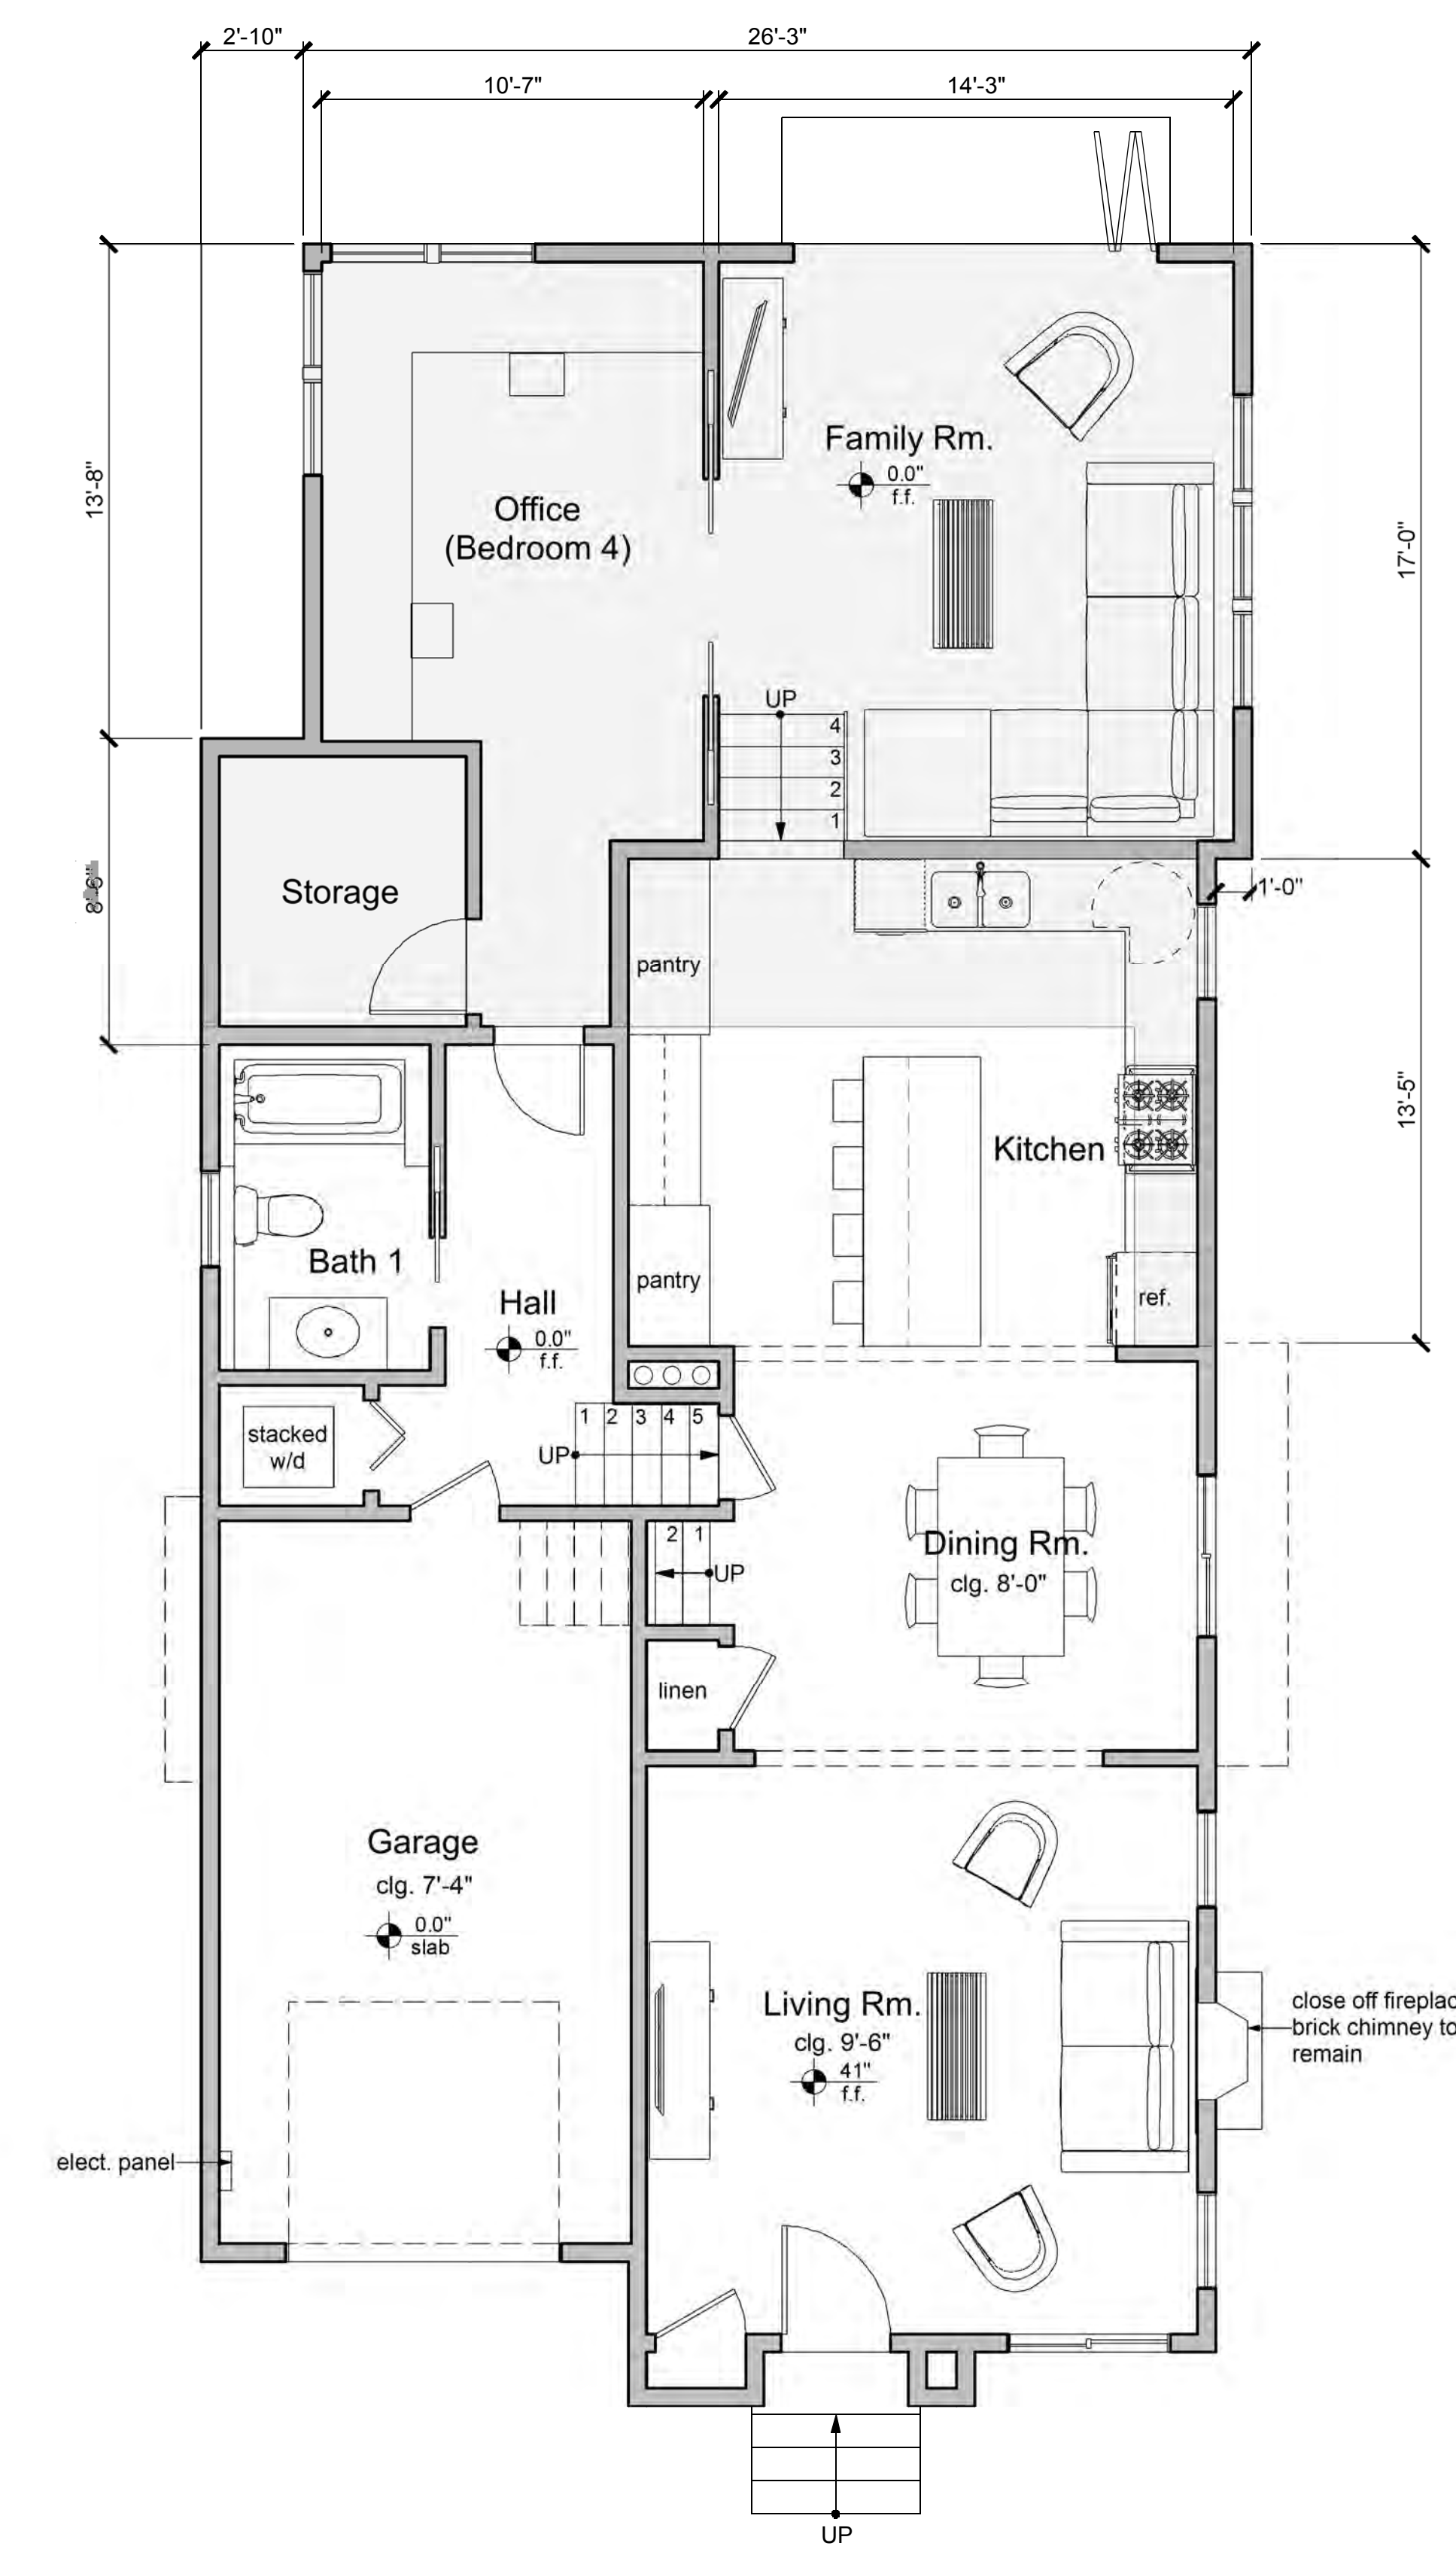 2'-10"
26'-3"
10'-7"
14'-3"
Family Rm.
0.0"
f.f.
13'-8"
Office
(Bedroom 4)
17'-0"
UP
4
3
2
1
Storage
1'-0"
pantry
13'-5"
Kitchen
Bath 1
pantry
ref.
Hall
0.0"
f.f.
1 2 3 4 5
stacked
w/d
UP
2 1
UP
Dining Rm.
clg. 8'-0"
linen
Garage
clg. 7'-4"
0.0"
slab
Living Rm.
clg. 9'-6"
41"
f.f.
close off fireplac
brick chimney to
remain
elect. panel
UP